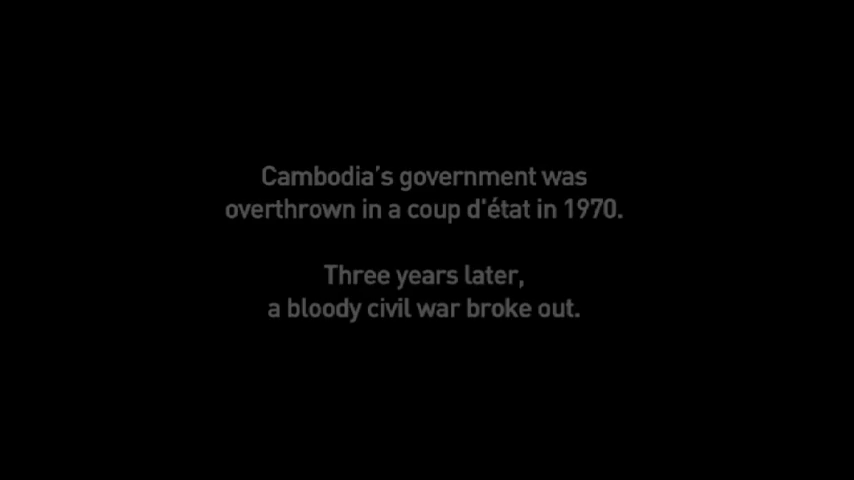 Cambodia’s government was
overthrown in a coup d'état in 1970.
Three years later,
a bloody civil war broke out.